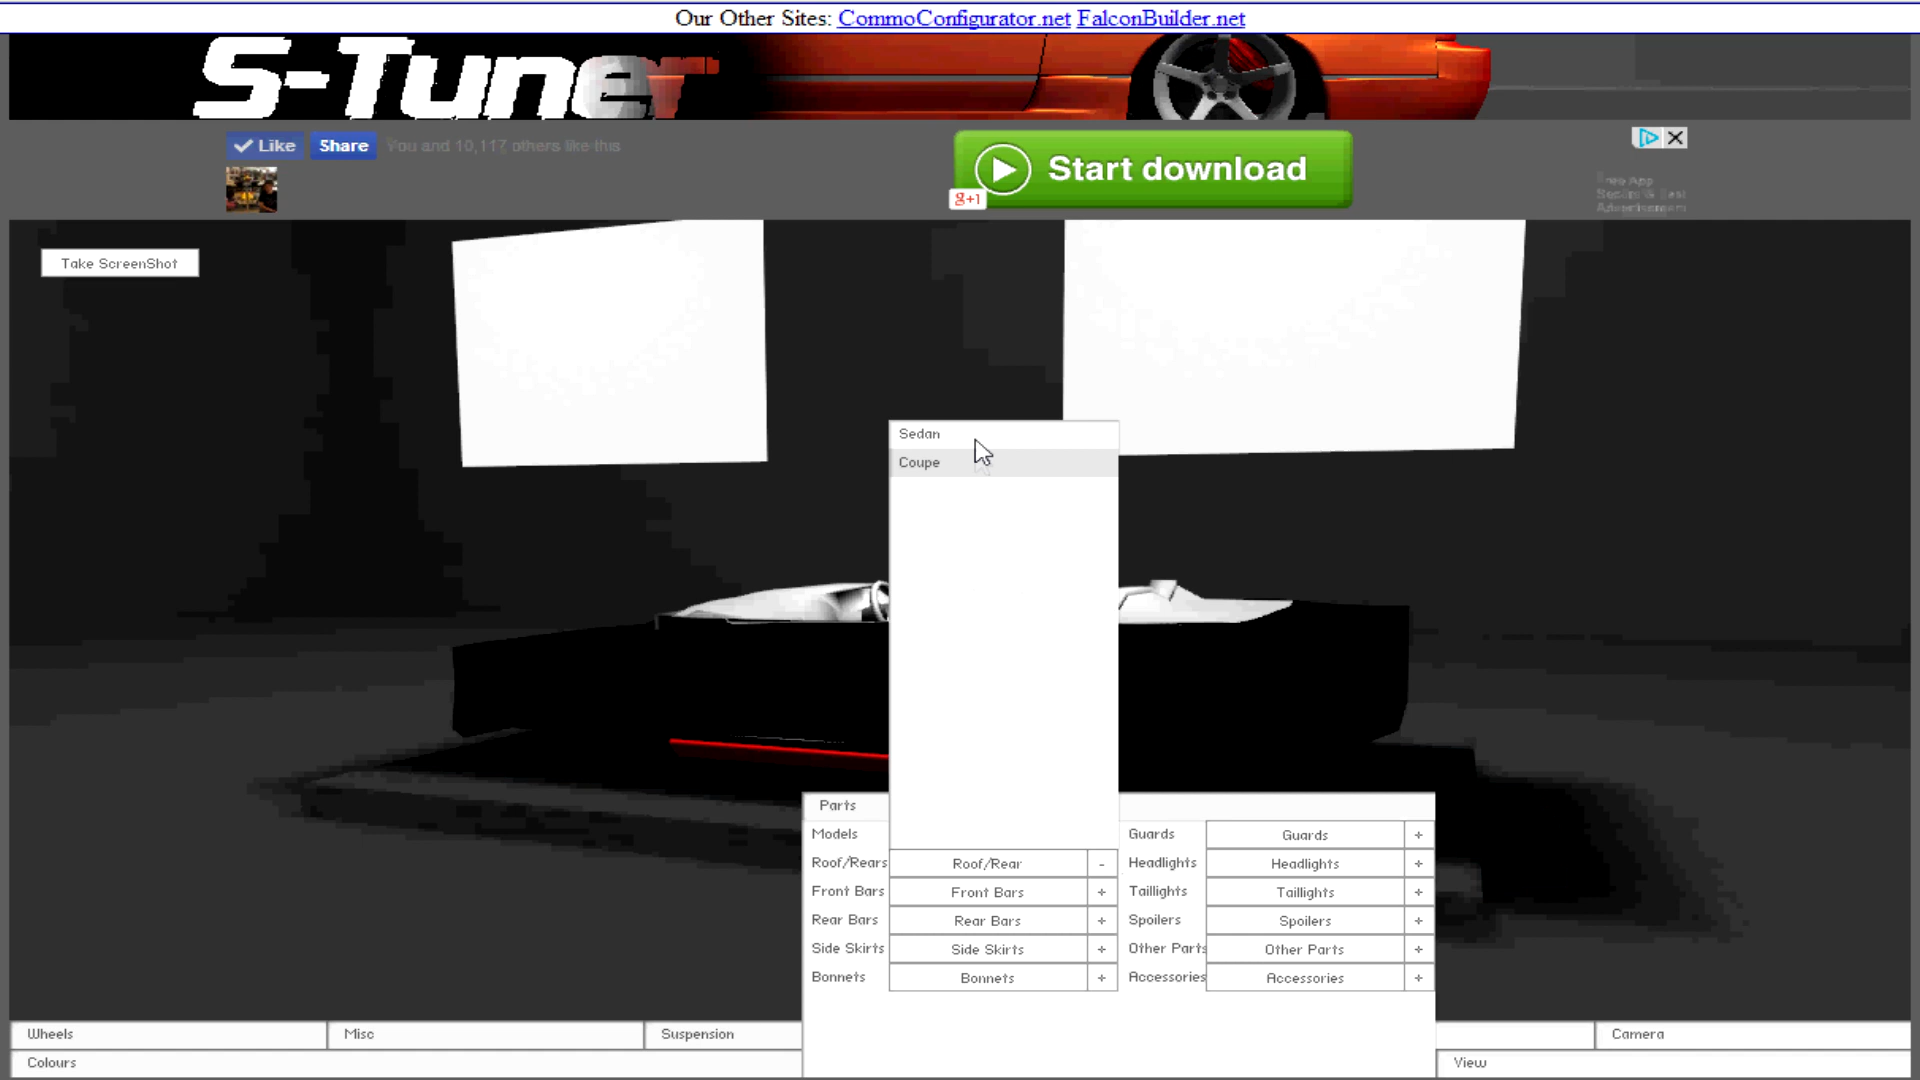 Our Other Sites: CommoConfigurator.net FalconBuilder.net
S-Tuner
Like Share You and 10,117 others like this
Start download
g+1
Free App
Advertisement
Take ScreenShot
Sedan
Coupe
Parts
Models
Guards Guards +
Roof/Rears Roof/Rear - Headlights Headlights +
Front Bars Front Bars + Taillights Taillights +
Rear Bars Rear Bars + Spoilers Spoilers +
Side Skirts Side Skirts + Other Parts Other Parts +
Bonnets Bonnets + Accessories Accessories +
Wheels Misc Suspension Camera
Colours View